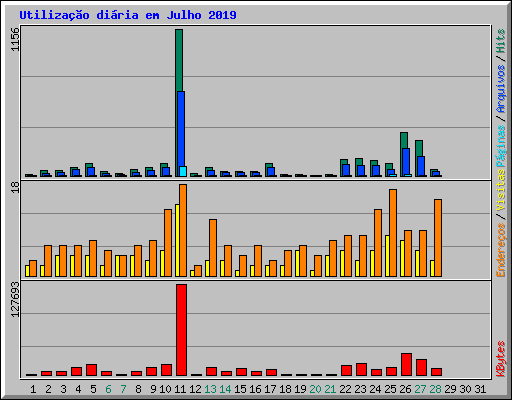 Utilização diária em Julho 2019
1156
Páginas / Arquivos / Hits
18
Endereços / Visitas
127693
KBytes
1 2 3 4 5 6 7 8 9 10 11 12 13 14 15 16 17 18 19 20 21 22 23 24 25 26 27 28 29 30 31